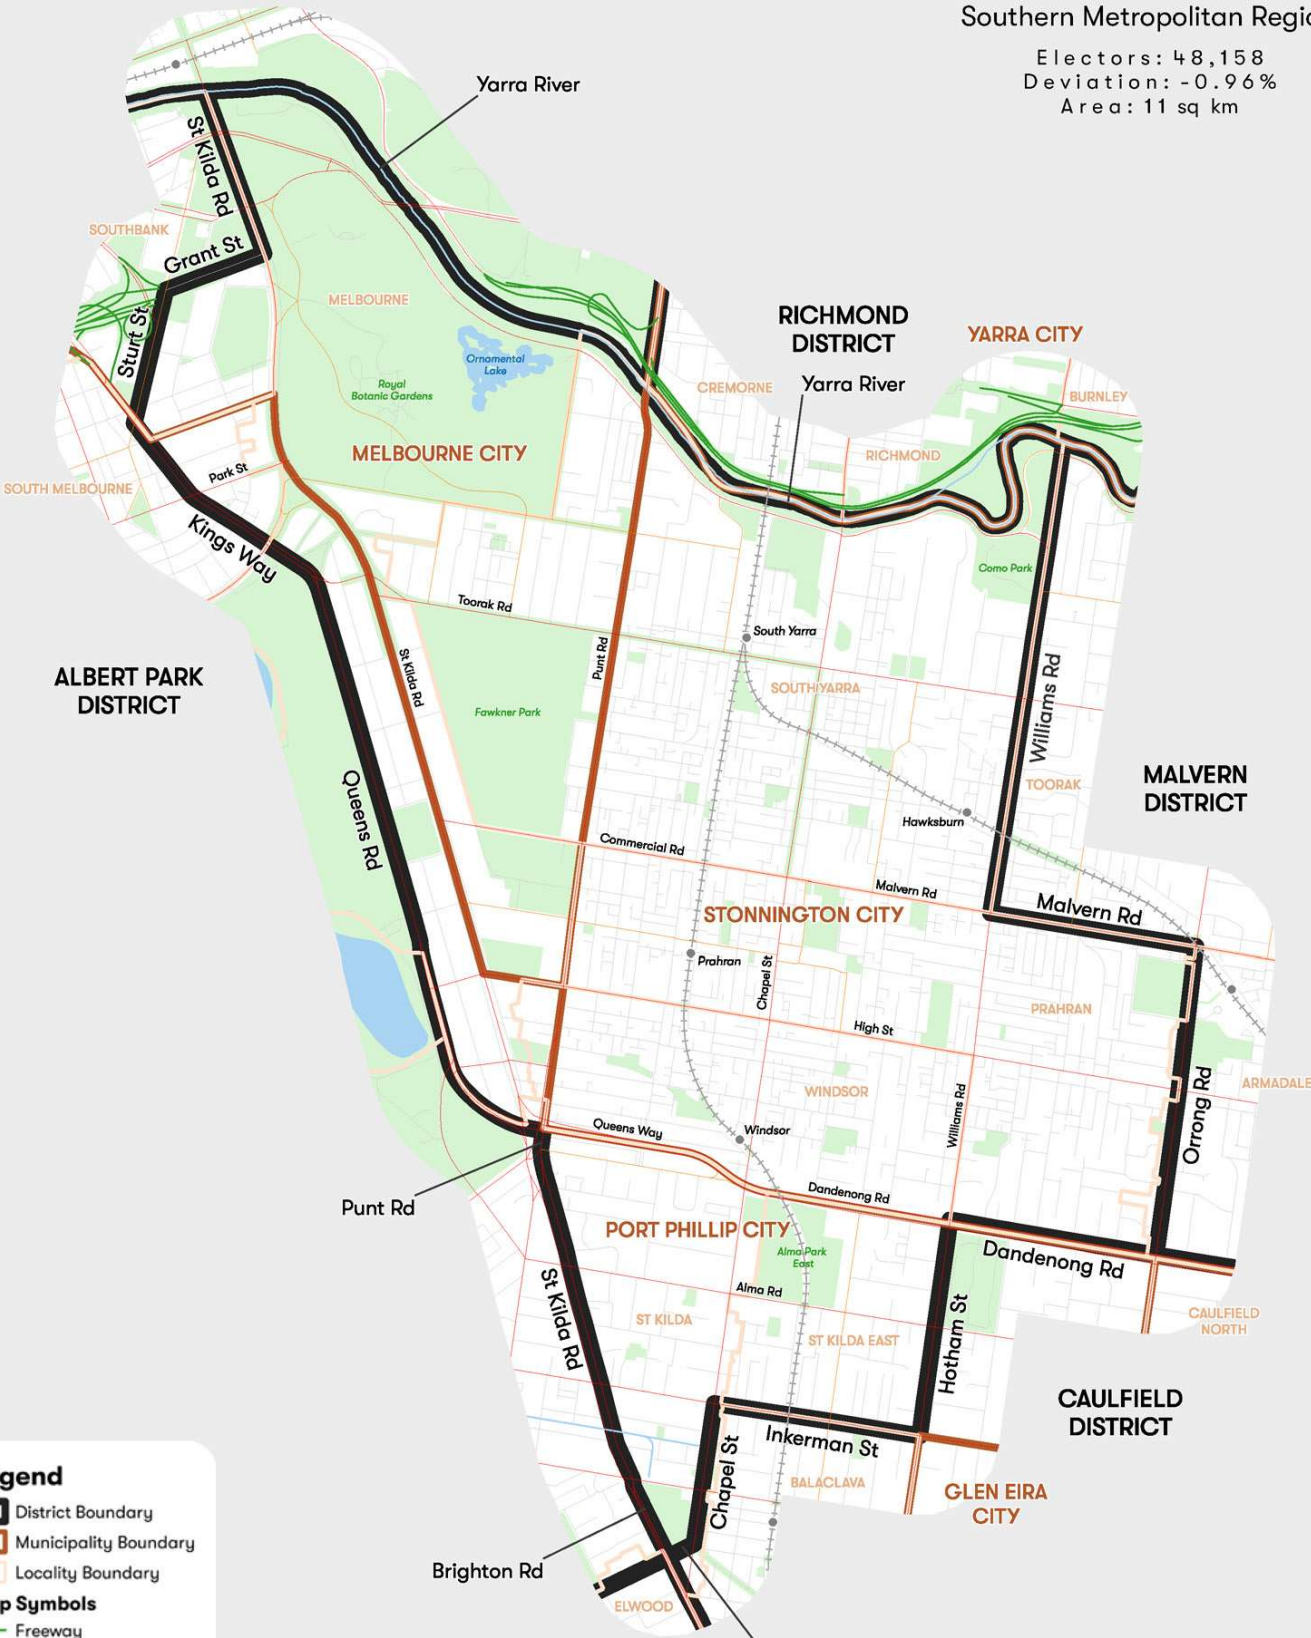 Southern Metropolitan Regio
Electors: 48,158
Deviation: -0.96%
Area: 11 sq km
Yarra River
St Kilda Rd
SOUTHBANK
Grant St
MELBOURNE
Sturt St
Ornamental
Lake
Royal
Botanic Gardens
RICHMOND
DISTRICT
YARRA CITY
CREMORNE
Yarra River
BURNLEY
MELBOURNE CITY
RICHMOND
Park St
SOUTH MELBOURNE
Kings Way
Como Park
Toorak Rd
South Yarra
Punt Rd
St Kilda Rd
ALBERT PARK
DISTRICT
SOUTH YARRA
Fawkner Park
Williams Rd
TOORAK
MALVERN
DISTRICT
Queens Rd
Hawksburn
Commercial Rd
Malvern Rd
STONNINGTON CITY
Malvern Rd
Prahran
Chapel St
PRAHRAN
High St
WINDSOR
Williams Rd
ARMADALE
Orrong Rd
Queens Way
Windsor
Punt Rd
Dandenong Rd
PORT PHILLIP CITY
Alma Park
East
Dandenong Rd
Alma Rd
St Kilda Rd
ST KILDA
ST KILDA EAST
Hotham St
CAULFIELD
NORTH
CAULFIELD
DISTRICT
Inkerman St
Chapel St
BALACLAVA
GLEN EIRA
CITY
Brighton Rd
ELWOOD
gend
District Boundary
Municipality Boundary
Locality Boundary
p Symbols
Freeway